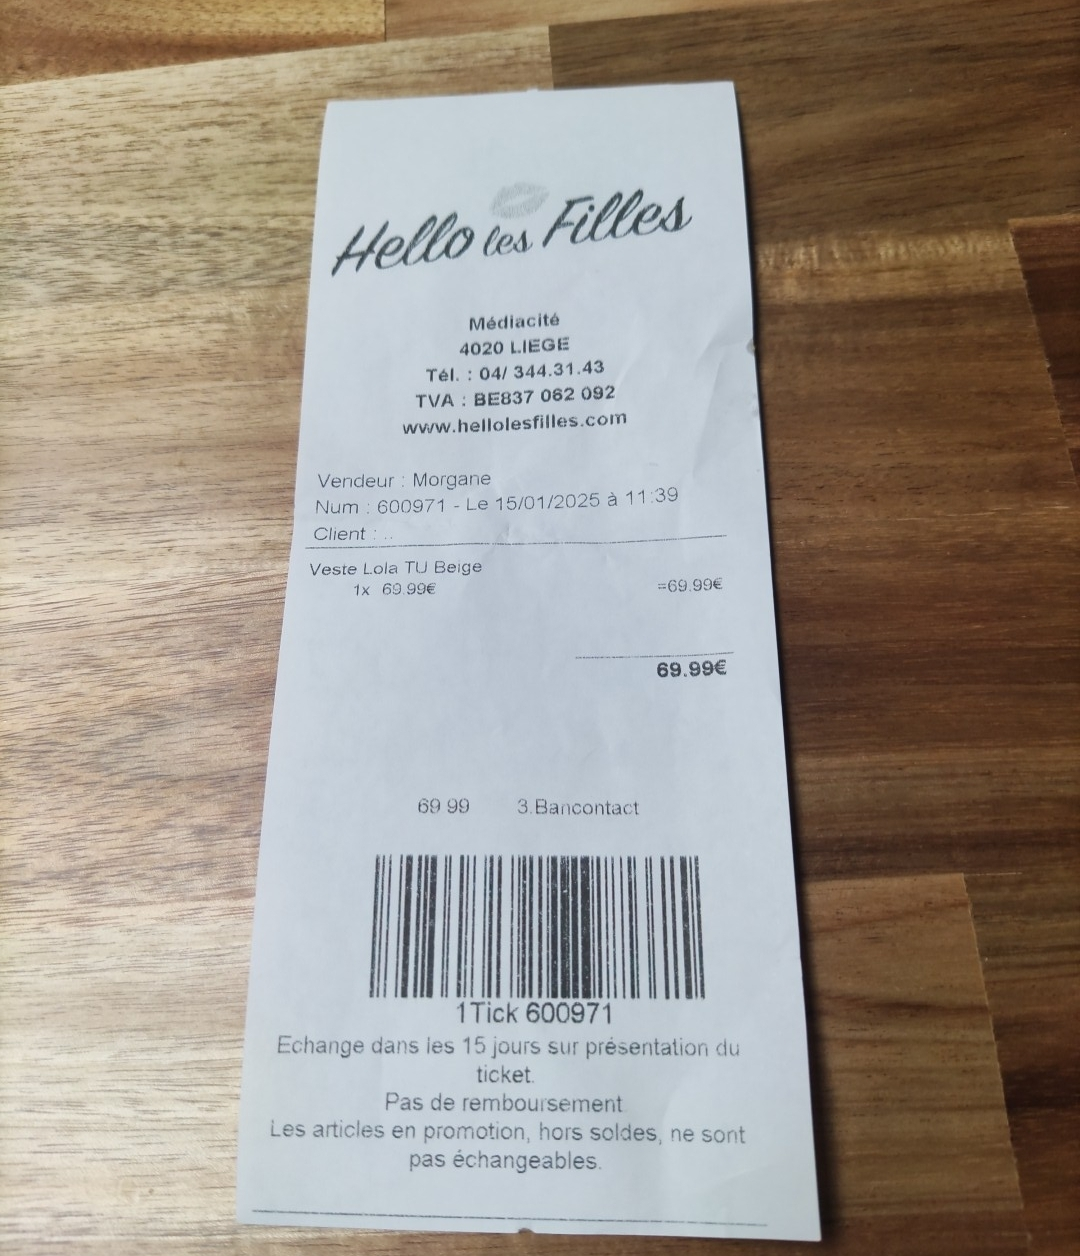 Hello les Filles
Médiacité
4020 LIEGE
Tél. : 04/ 344.31.43
TVA : BE837 062 092
www.hellolesfilles.com
Vendeur : Morgane
Num : 600971 - Le 15/01/2025 à 11:39
Client : ..
Veste Lola TU Beige
1x 69.99€ =69.99€
69.99€
69.99 3.Bancontact
1Tick 600971
Echange dans les 15 jours sur présentation du
ticket.
Pas de remboursement
Les articles en promotion, hors soldes, ne sont
pas échangeables.